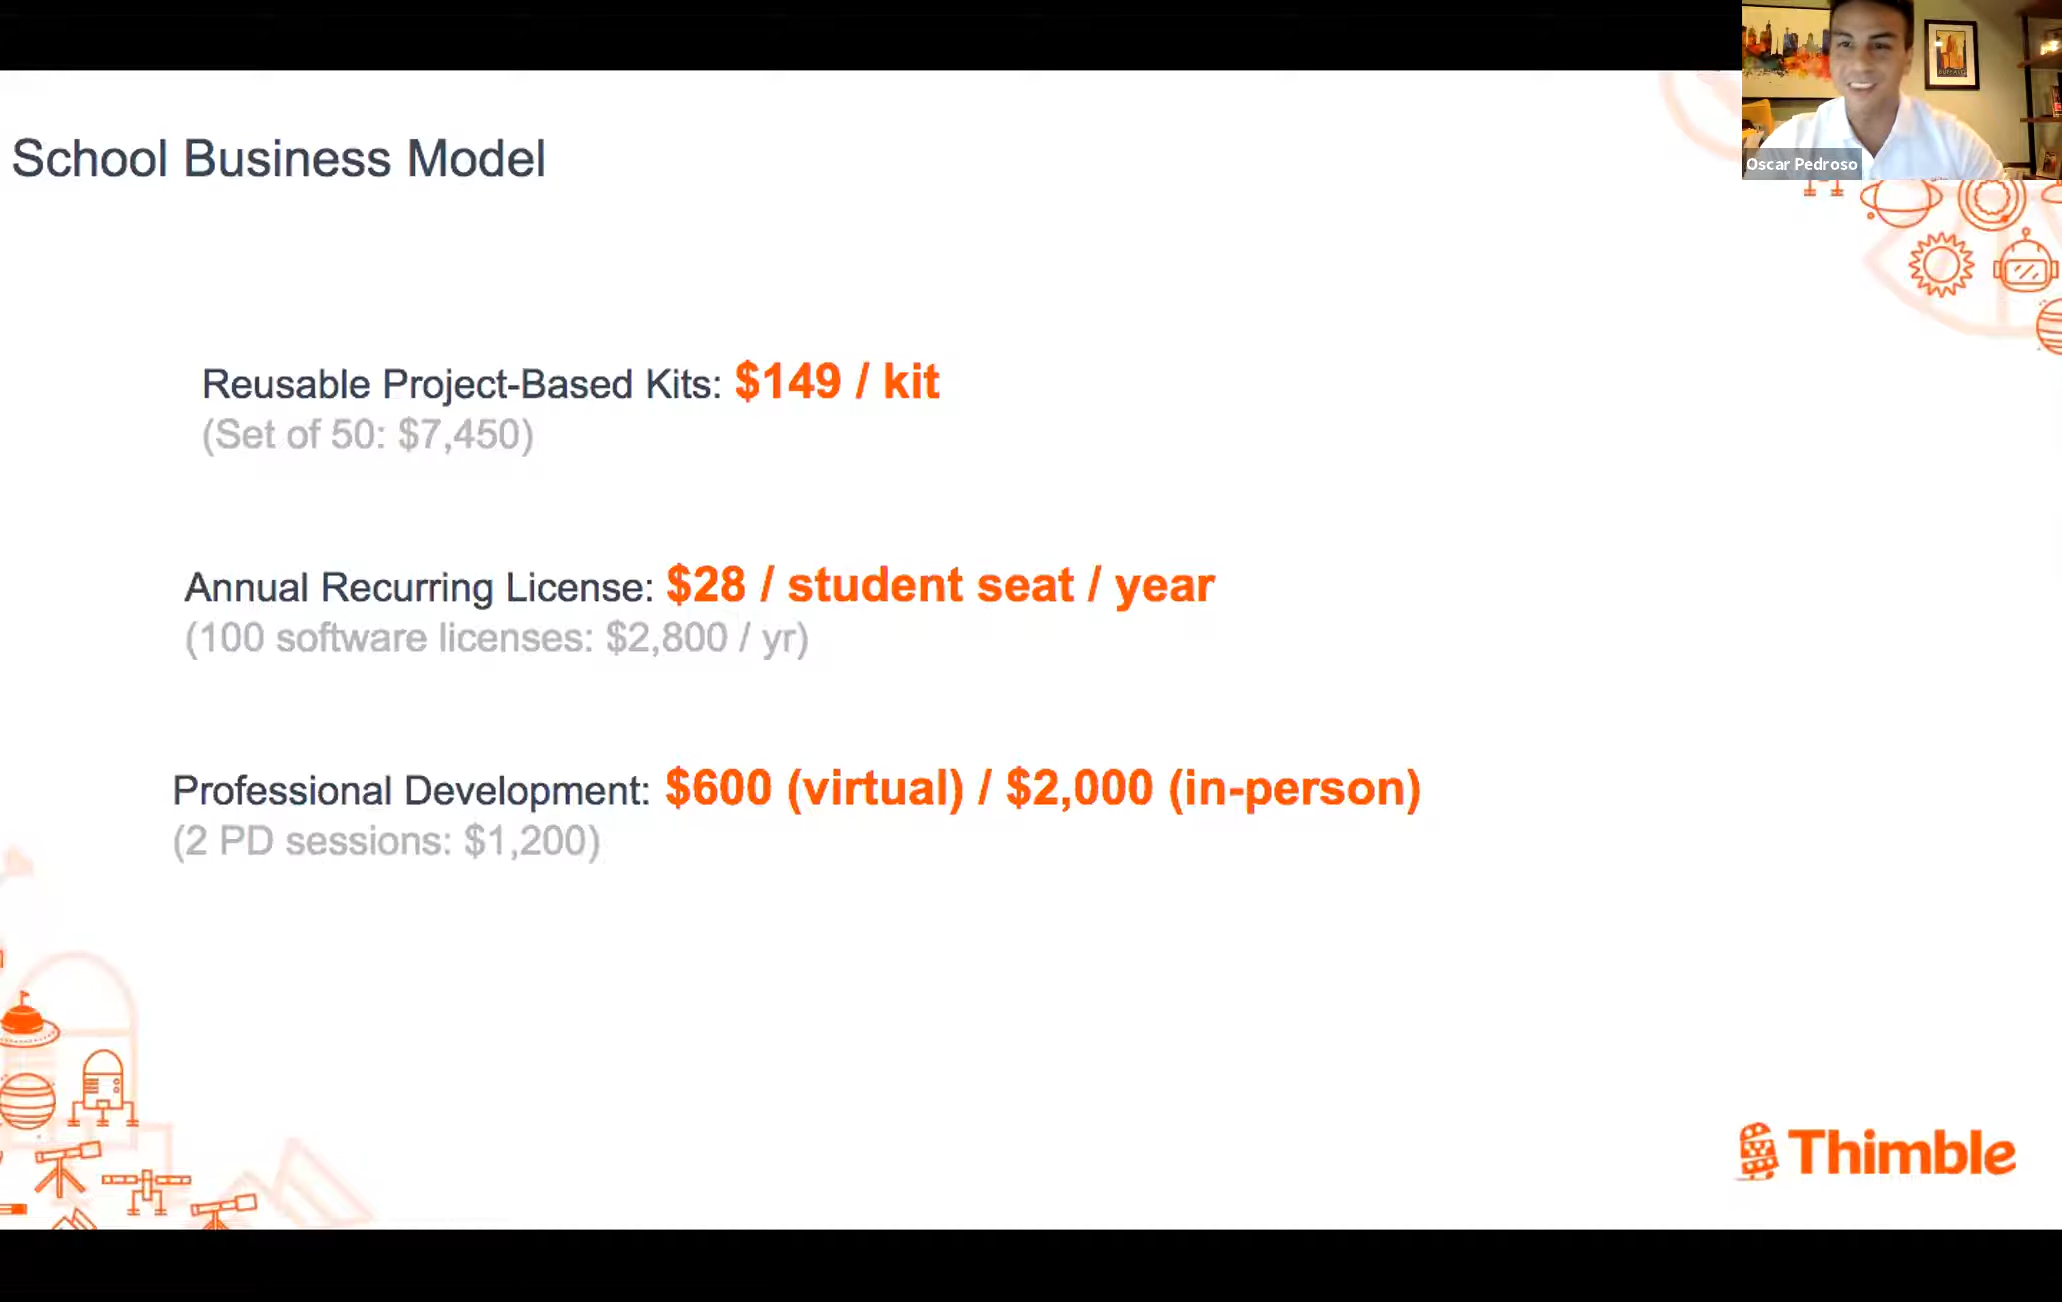 Oscar Pedroso
School Business Model
Reusable Project-Based Kits: $149 / kit
(Set of 50: $7,450)
Annual Recurring License: $28 / student seat / year
(100 software licenses: $2,800 / yr)
Professional Development: $600 (virtual) / $2,000 (in-person)
(2 PD sessions: $1,200)
Thimble